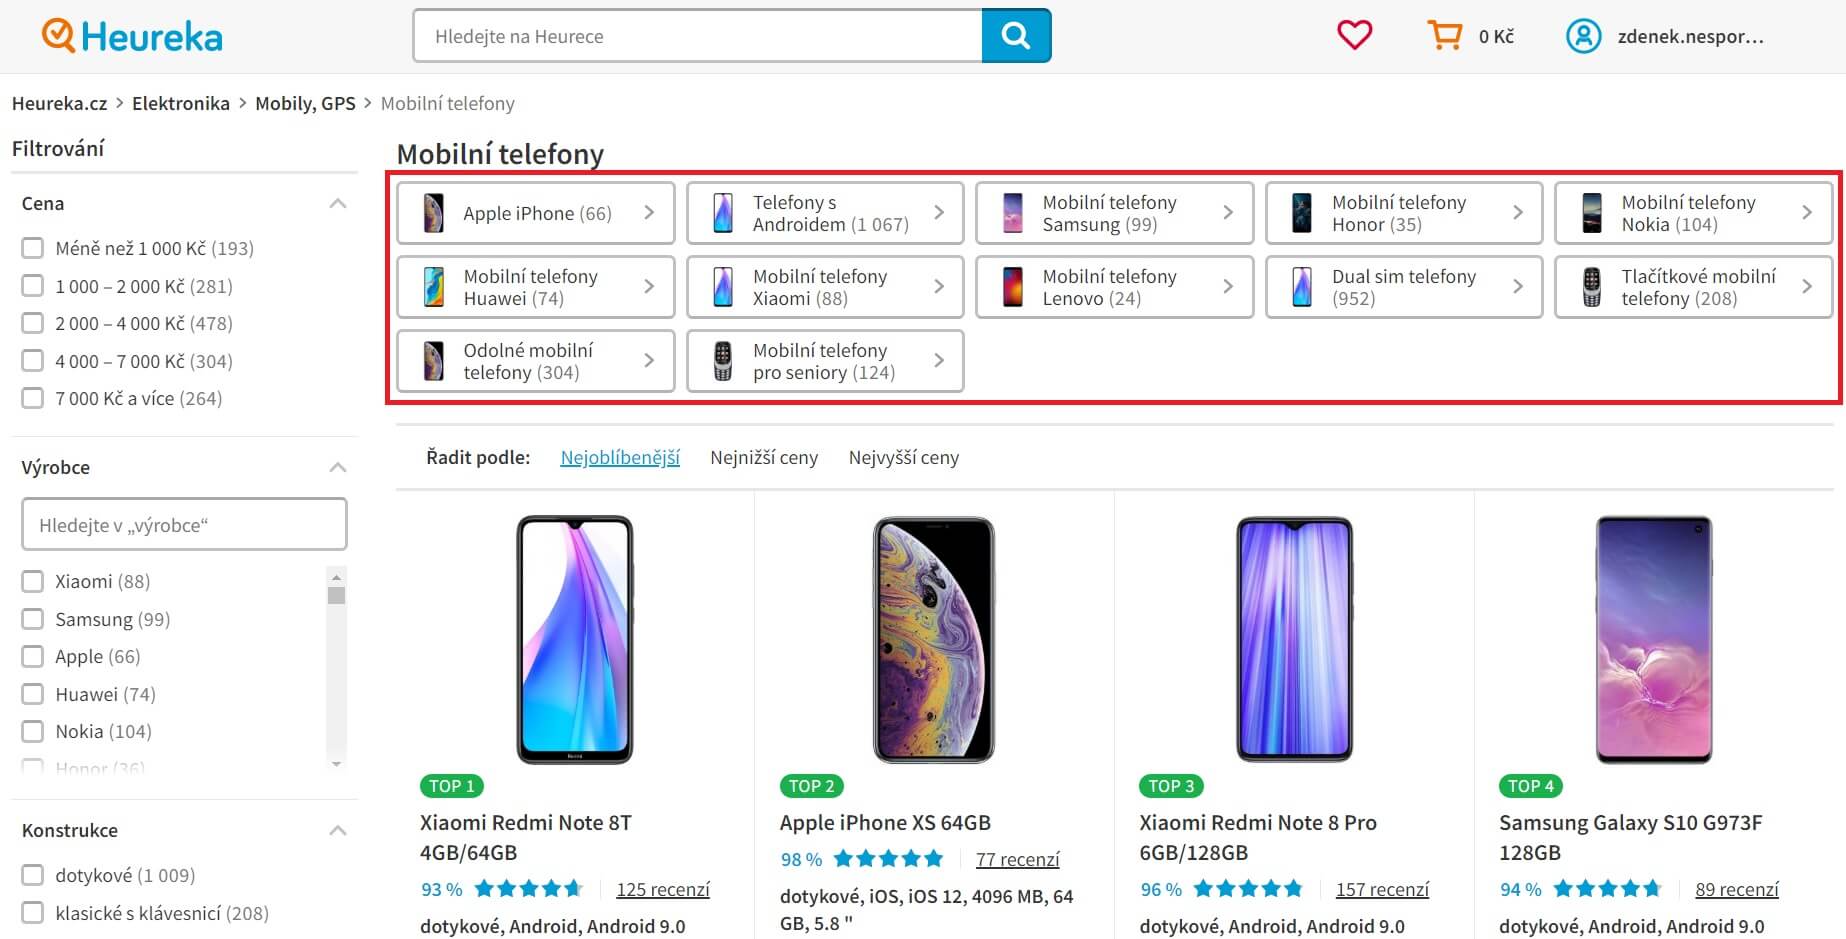 Heureka
Hledejte na Heurece
0 Kč
zdenek.nespor...
Heureka.cz > Elektronika > Mobily, GPS > Mobilní telefony
Filtrování
Cena
Méně než 1 000 Kč (193)
1 000 – 2 000 Kč (281)
2 000 – 4 000 Kč (478)
4 000 – 7 000 Kč (304)
7 000 Kč a více (264)
Výrobce
Hledejte v „výrobce“
Xiaomi (88)
Samsung (99)
Apple (66)
Huawei (74)
Nokia (104)
Honor (36)
Konstrukce
dotykové (1 009)
klasické s klávesnicí (208)
Mobilní telefony
Apple iPhone (66)
Telefony s
Androidem (1 067)
Mobilní telefony
Samsung (99)
Mobilní telefony
Honor (35)
Mobilní telefony
Nokia (104)
Mobilní telefony
Huawei (74)
Mobilní telefony
Xiaomi (88)
Mobilní telefony
Lenovo (24)
Dual sim telefony
(952)
Tlačítkové mobilní
telefony (208)
Odolné mobilní
telefony (304)
Mobilní telefony
pro seniory (124)
Řadit podle: Nejoblíbenější Nejnižší ceny Nejvyšší ceny
TOP 1
Xiaomi Redmi Note 8T
4GB/64GB
93 % 125 recenzí
dotykové, Android, Android 9.0
TOP 2
Apple iPhone XS 64GB
98 % 77 recenzí
dotykové, iOS, iOS 12, 4096 MB, 64
GB, 5.8 "
TOP 3
Xiaomi Redmi Note 8 Pro
6GB/128GB
96 % 157 recenzí
dotykové, Android, Android 9.0
TOP 4
Samsung Galaxy S10 G973F
128GB
94 % 89 recenzí
dotykové, Android, Android 9.0